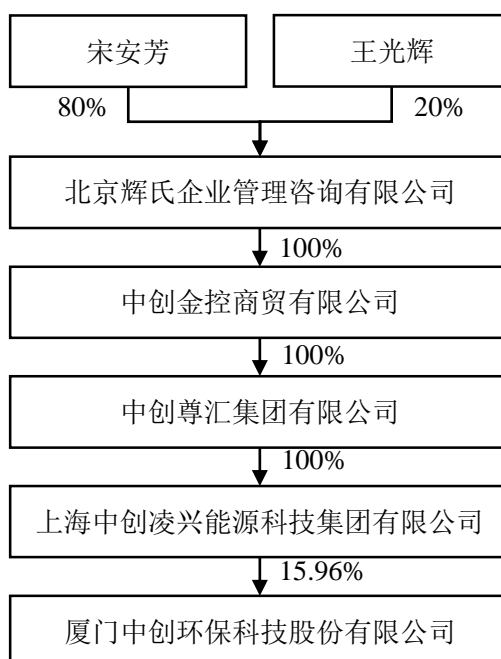 宋安芳
王光辉
80%
20%
北京辉氏企业管理咨询有限公司
100%
中创金控商贸有限公司
100%
中创尊汇集团有限公司
100%
上海中创凌兴能源科技集团有限公司
15.96%
厦门中创环保科技股份有限公司